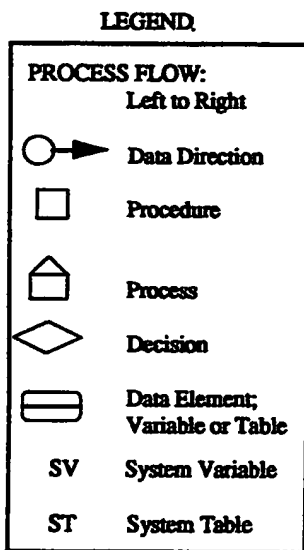 LEGEND
PROCESS FLOW:
Left to Right
Data Direction
Procedure
Process
Decision
Data Element;
Variable or Table
SV System Variable
ST System Table